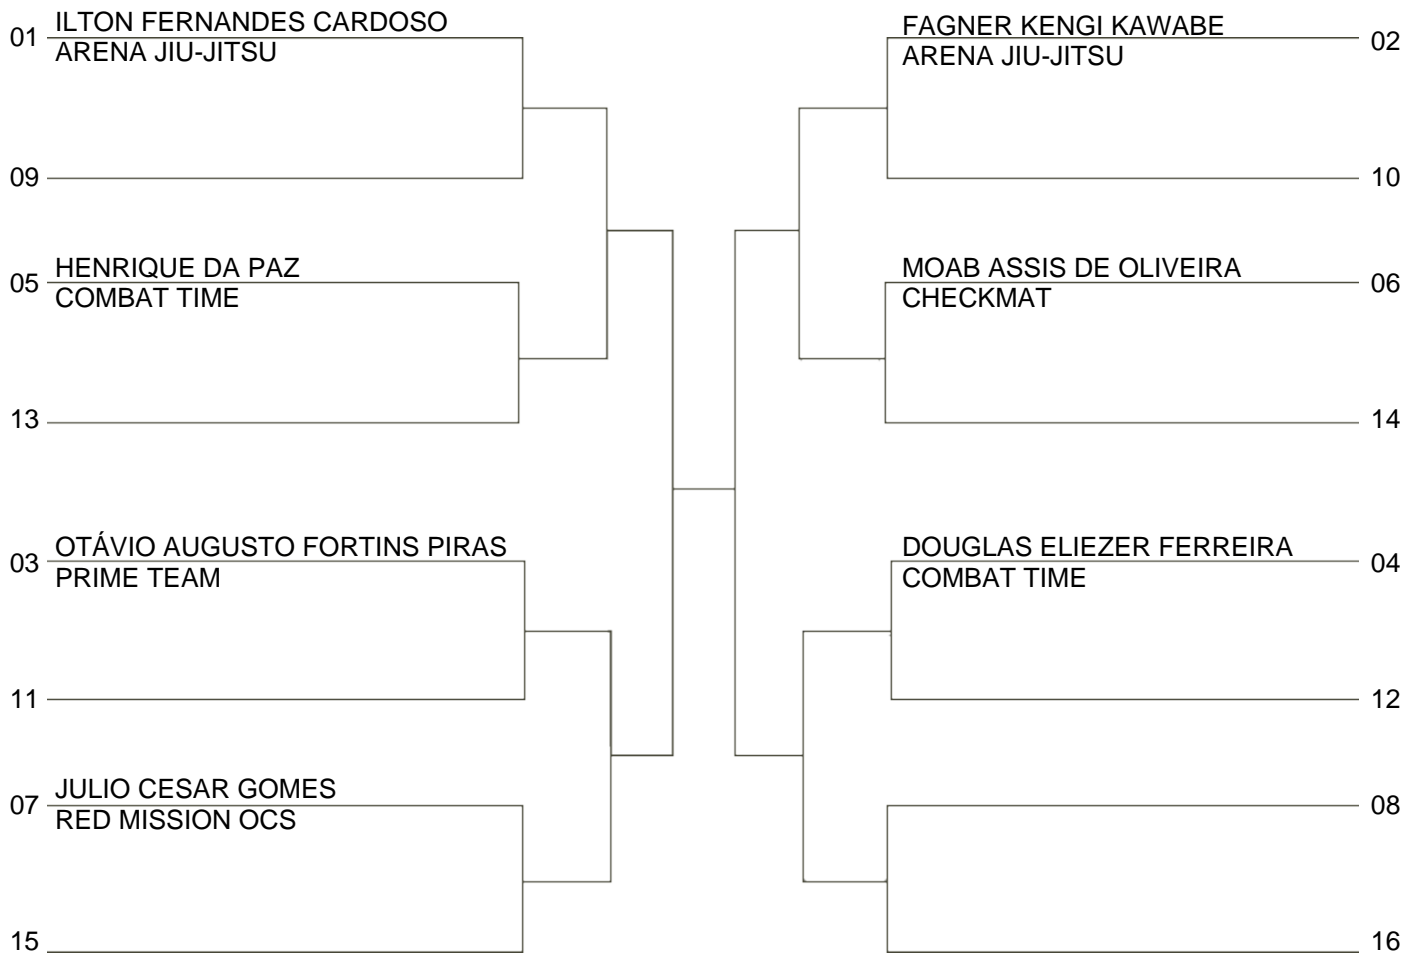 01
ILTON FERNANDES CARDOSO
ARENA JIU-JITSU
09
05
HENRIQUE DA PAZ
COMBAT TIME
13
03
OTÁVIO AUGUSTO FORTINS PIRAS
PRIME TEAM
11
07
JULIO CESAR GOMES
RED MISSION OCS
15
FAGNER KENGI KAWABE
ARENA JIU-JITSU
02
10
MOAB ASSIS DE OLIVEIRA
CHECKMAT
06
14
DOUGLAS ELIEZER FERREIRA
COMBAT TIME
04
12
08
16